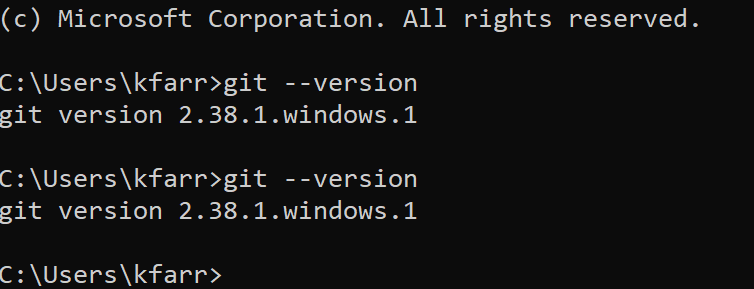 (c) Microsoft Corporation. All rights reserved.
C:\Users\kfarr>git --version
git version 2.38.1.windows.1
C:\Users\kfarr>git --version
git version 2.38.1.windows.1
C:\Users\kfarr>